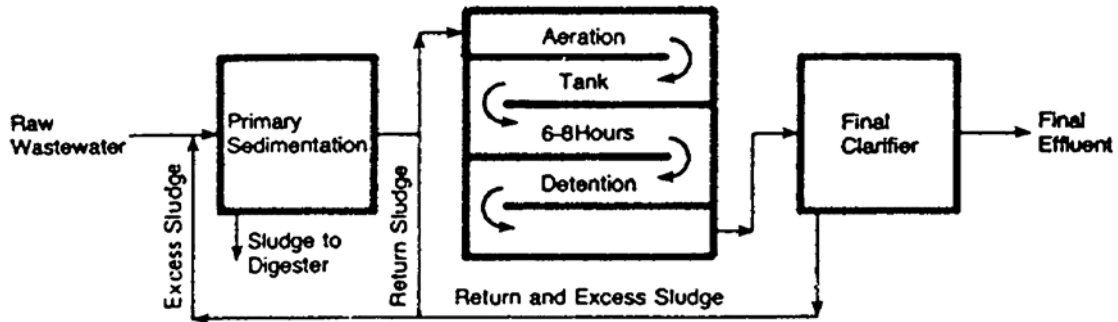 Raw
Wastewater
Excess Sludge
Primary
Sedimentation
Sludge to
Digester
Return Sludge
Aeration
Tank
6-8Hours
Detention
Return and Excess Sludge
Final
Clarifier
Final
Effluent